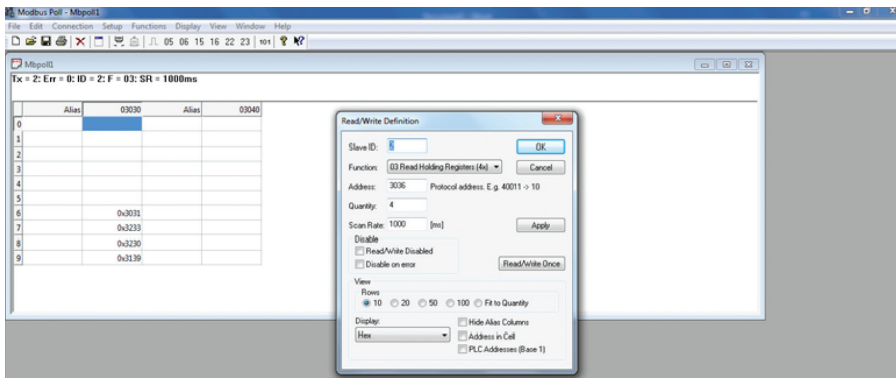 Modbus Poll - Mbpoll1
File Edit Connection Setup Functions Display View Window Help
05 06 15 16 22 23 101
Mbpoll1
Tx = 2: Err = 0: ID = 2: F = 03: SR = 1000ms
Alias 03030 Alias 03040
0
1
2
3
4
5
6 0x3031
7 0x3233
8 0x3230
9 0x3139
Read/Write Definition
Slave ID: OK
Function: 03 Read Holding Registers (4x) Cancel
Address: 3036 Protocol address. E.g. 40011 -> 10
Quantity: 4
Scan Rate: 1000 [ms] Apply
Disable
Read/Write Disabled
Disable on error Read/Write Once
View
Rows
10 20 50 100 Fit to Quantity
Display: Hide Alias Columns
Hex Address in Cell
PLC Addresses (Base 1)